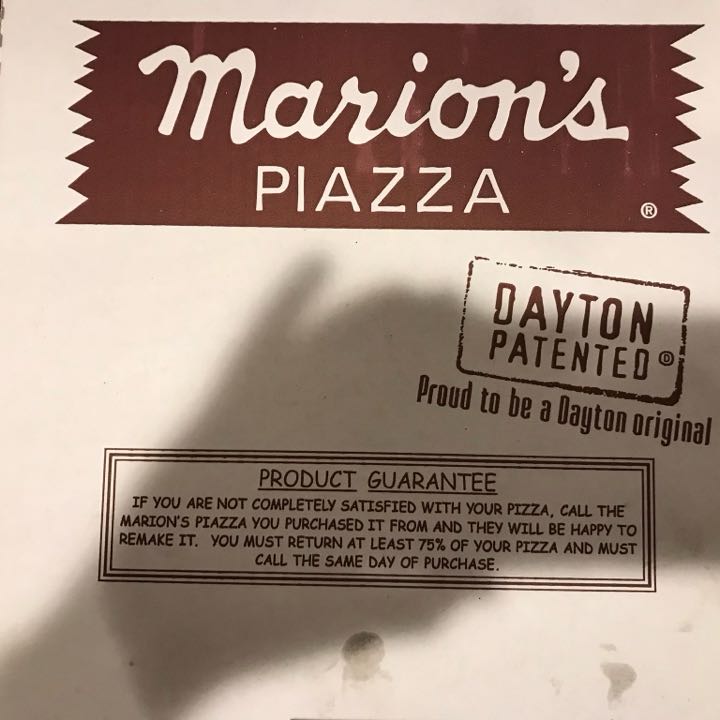 Marion's
PIAZZA ®
DAYTON
PATENTED Ⓓ
Proud to be a Dayton original
PRODUCT GUARANTEE
IF YOU ARE NOT COMPLETELY SATISFIED WITH YOUR PIZZA, CALL THE
MARION'S PIAZZA YOU PURCHASED IT FROM AND THEY WILL BE HAPPY TO
REMAKE IT. YOU MUST RETURN AT LEAST 75% OF YOUR PIZZA AND MUST
CALL THE SAME DAY OF PURCHASE.